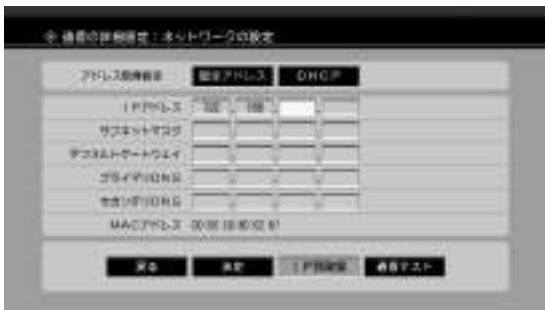 通信の詳細設定:ネットワークの設定
アドレス取得方法 固定アドレス DHCP
IPアドレス 192 168
サブネットマスク
デフォルトゲートウェイ
プライマリDNS
セカンダリDNS
MACアドレス
戻る 決定 通信テスト